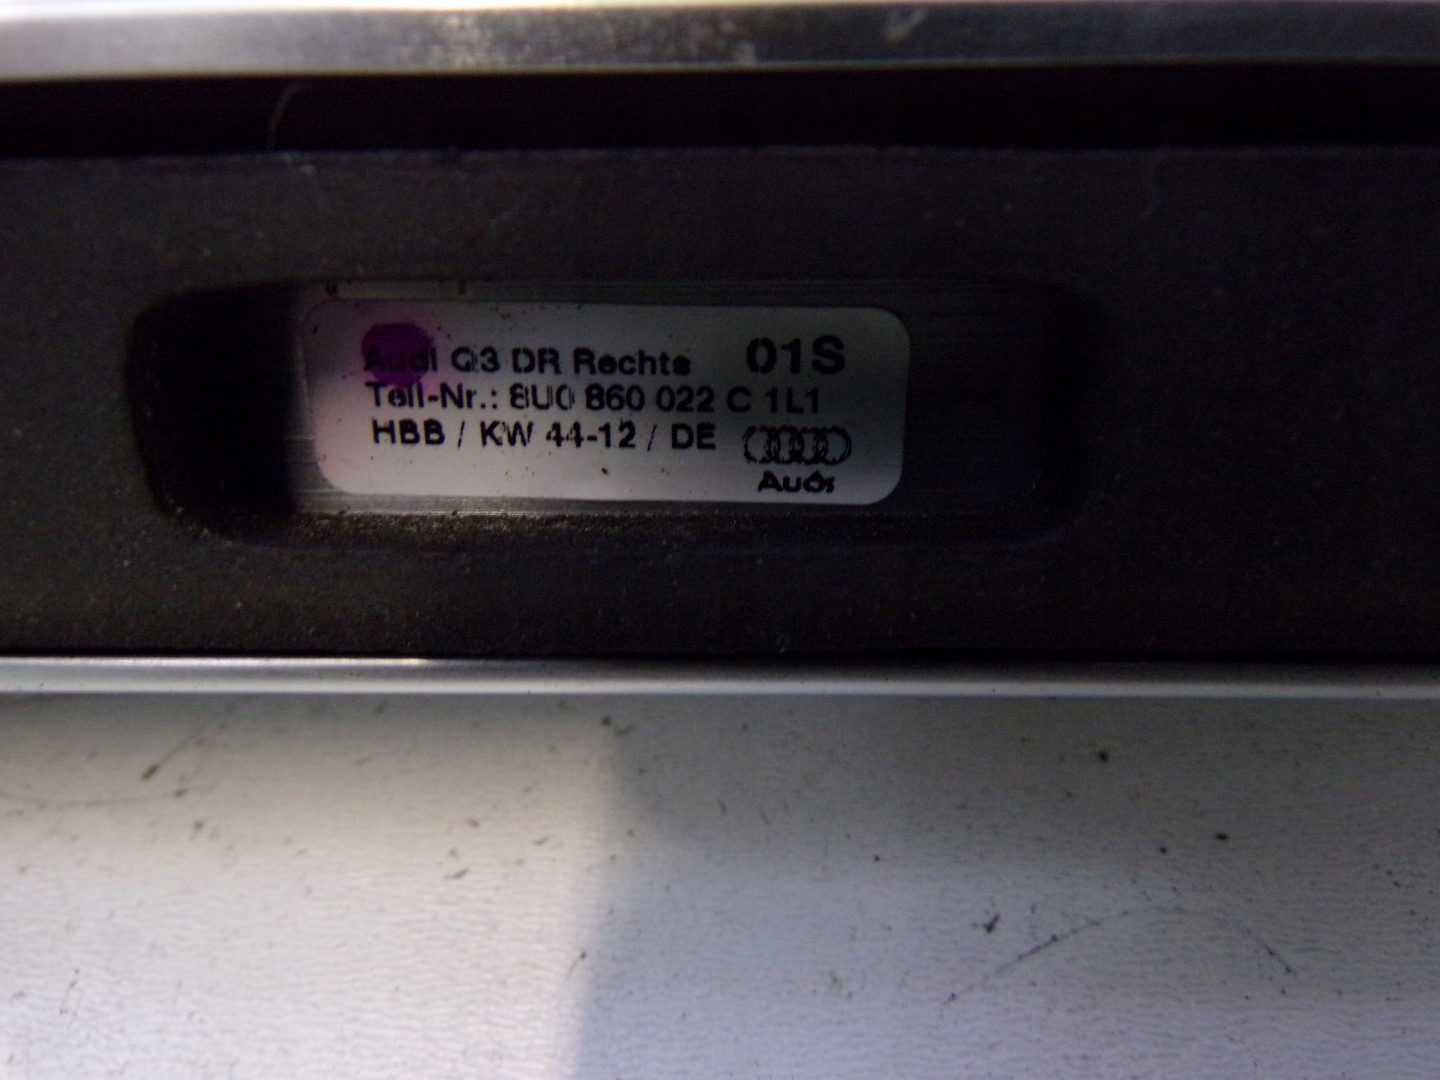 Audi Q3 DR Rechts 01S
Teil-Nr.: 8U0 860 022 C 1L1
HBB / KW 44-12 / DE
Audi